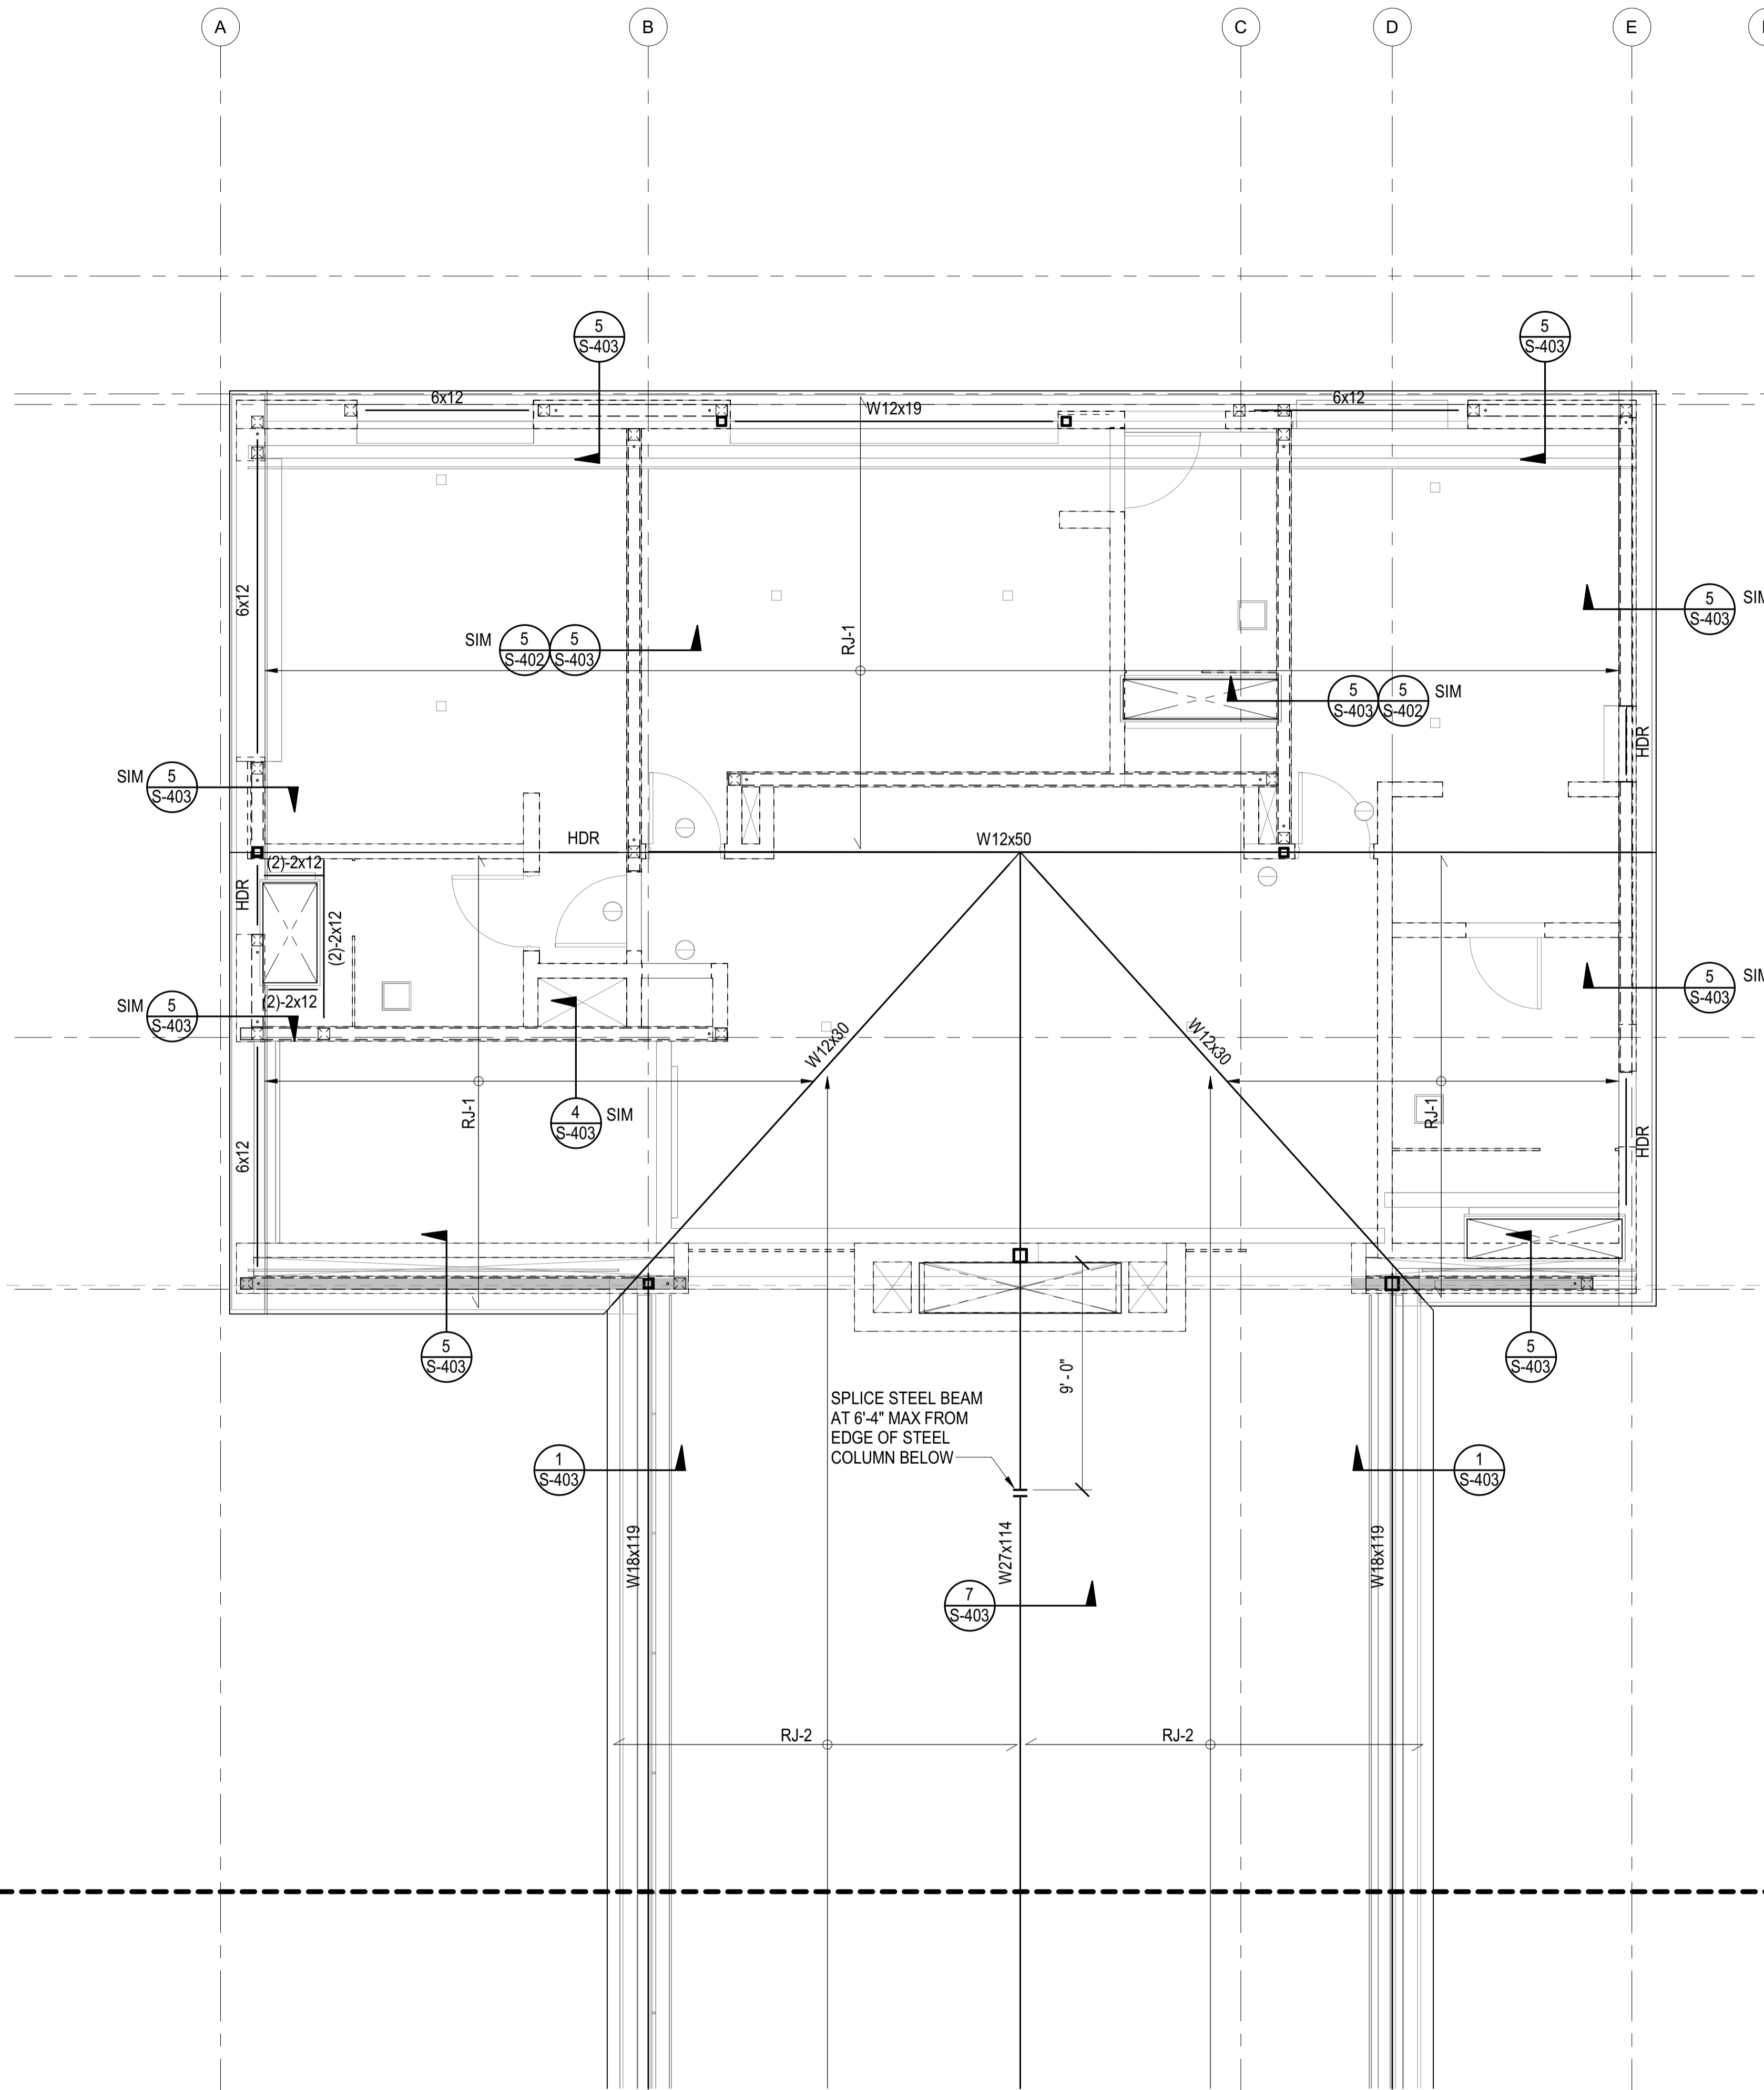 A
B
C
D
E
5
S-403
5
S-403
6x12
W12x19
6x12
6x12
RJ-1
SIM
5
S-402
5
S-403
5
S-403
5
S-403
5
S-402
SIM
HDR
SIM
5
S-403
HDR
W12x50
(2)-2x12
HDR
(2)-2x12
(2)-2x12
SIM
5
S-403
5
S-403
W12x30
W12x30
RJ-1
4
S-403
SIM
RJ-1
6x12
HDR
5
S-403
5
S-403
9' - 0"
SPLICE STEEL BEAM
AT 6'-4" MAX FROM
EDGE OF STEEL
COLUMN BELOW
1
S-403
1
S-403
W18x119
W27x114
W18x119
7
S-403
RJ-2
RJ-2